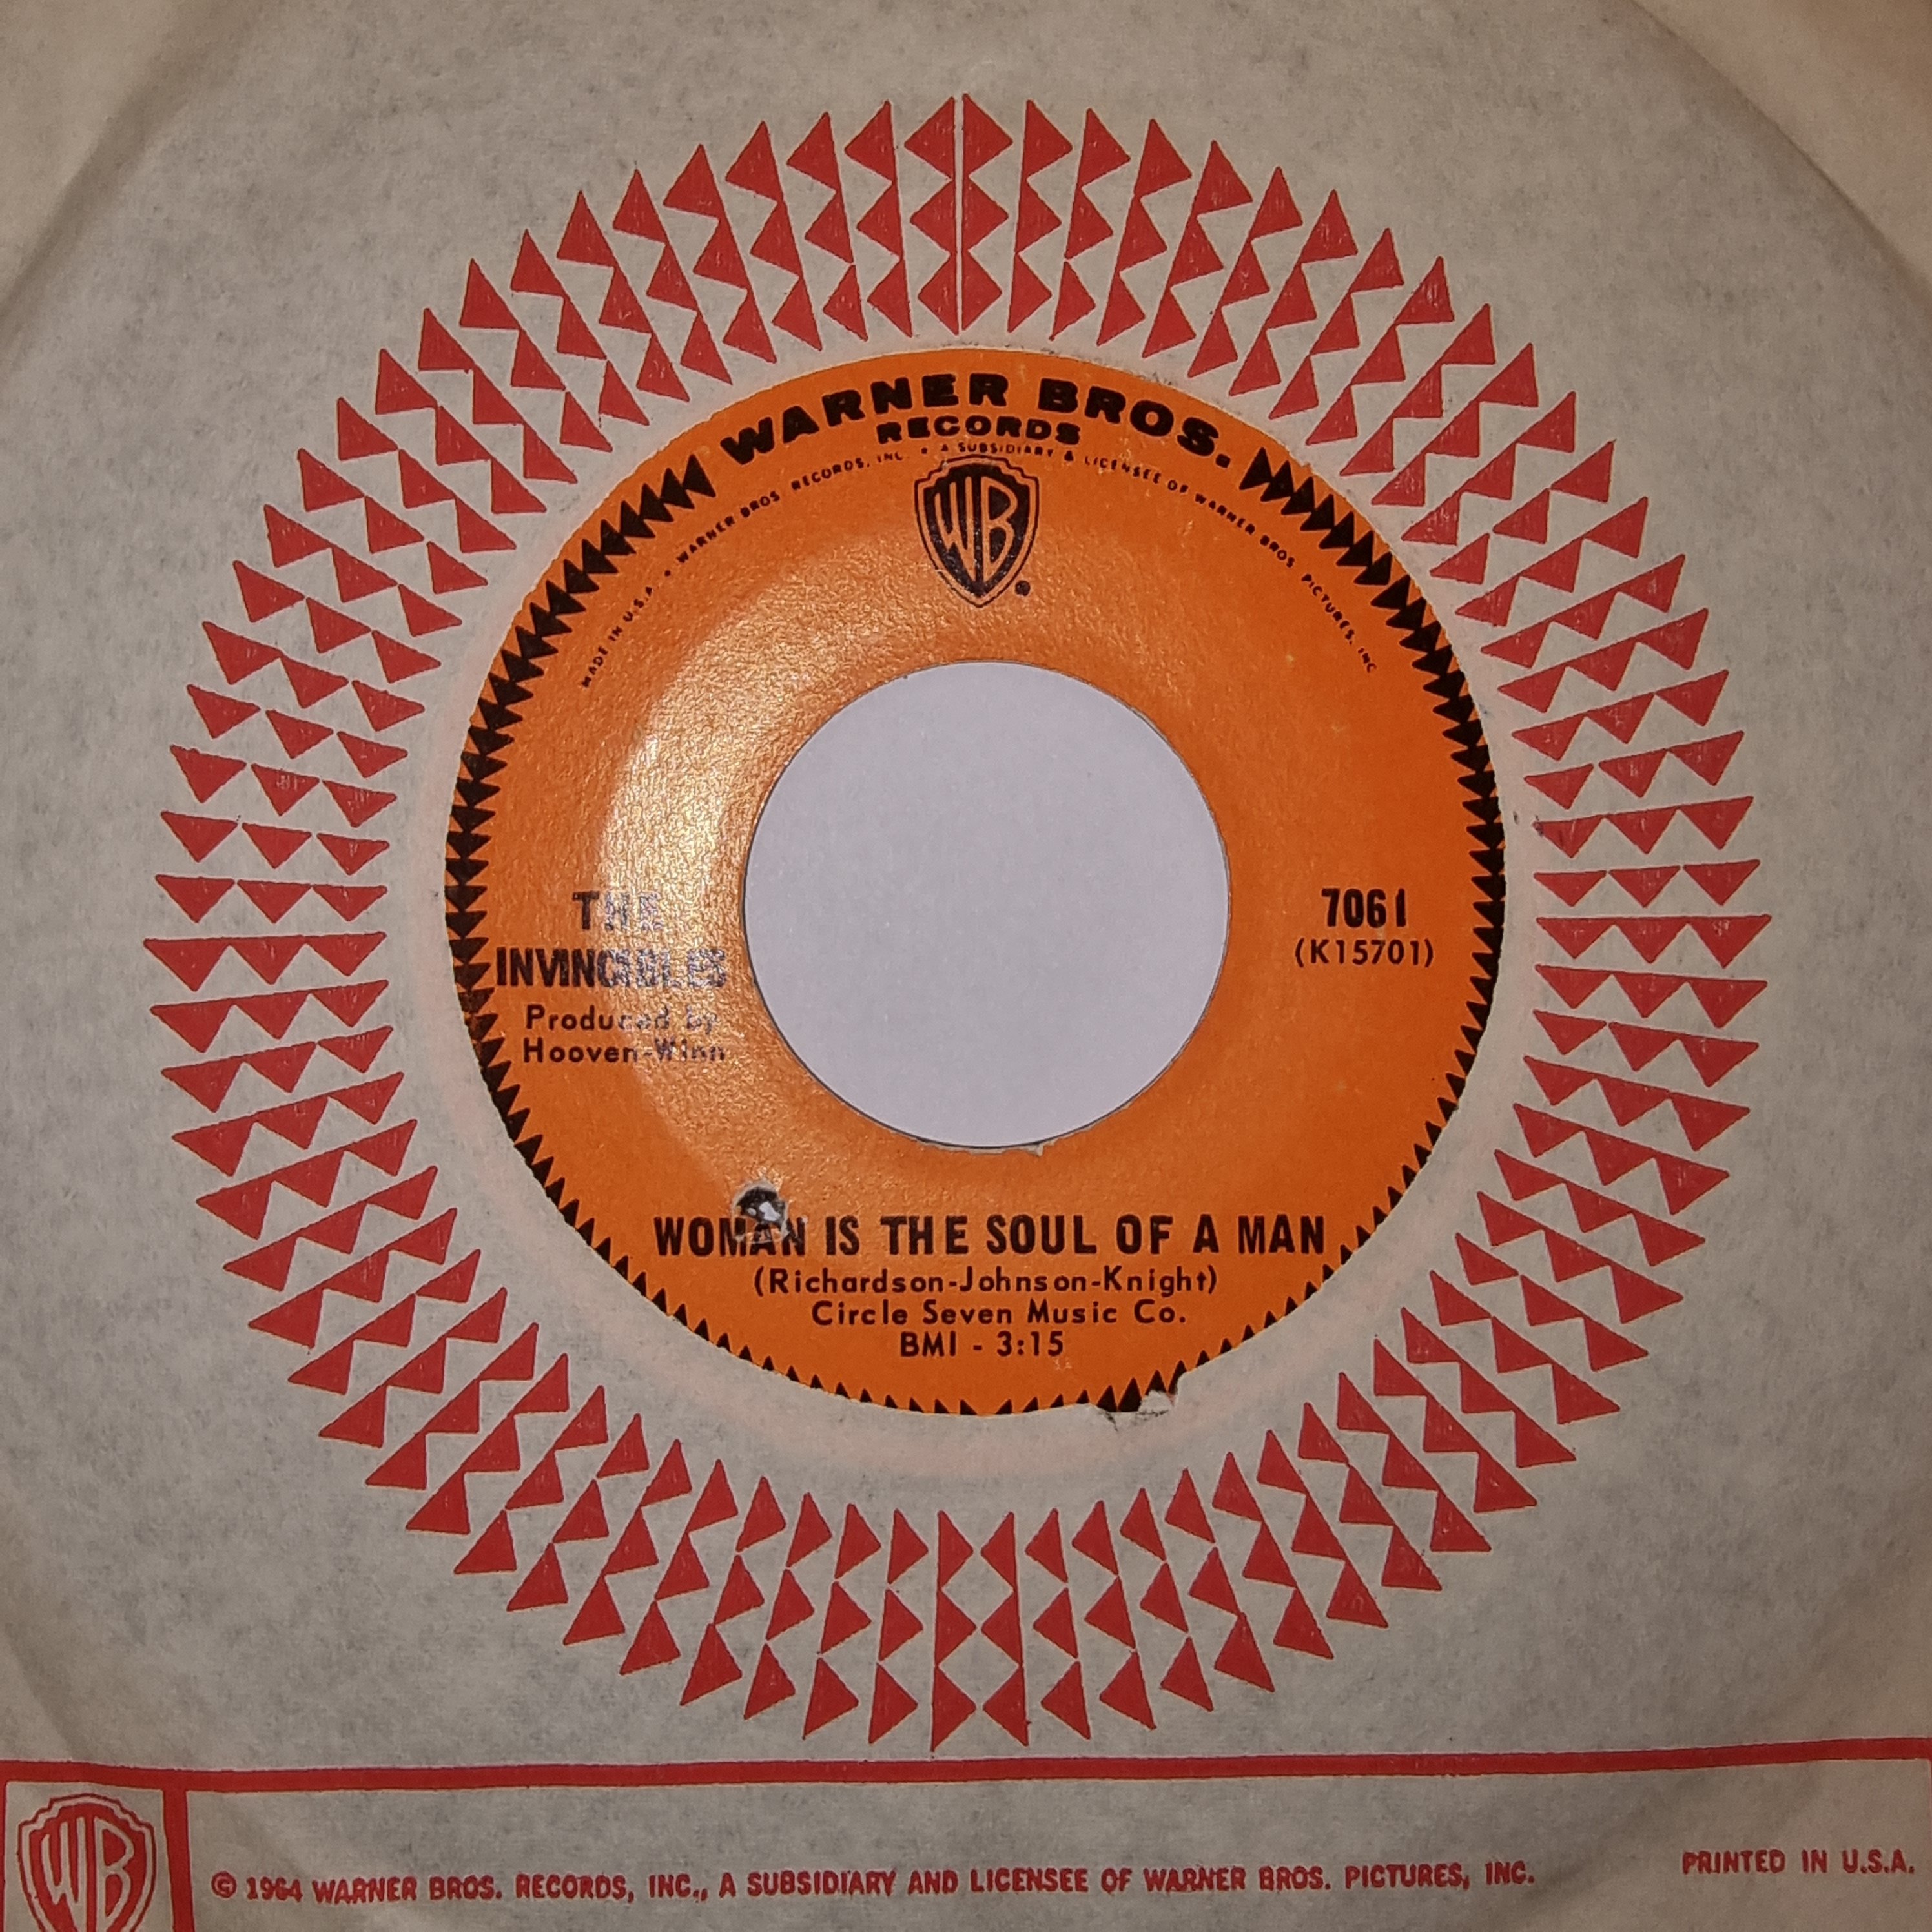 WARNER BROS.
RECORDS
MADE IN U.S.A. • WARNER BROS. RECORDS, INC. • A SUBSIDIARY & LICENSEE OF WARNER BROS. PICTURES, INC.
WB
THE
INVINCIBLES
Produced by
Hooven-Winn
7061
(K15701)
WOMAN IS THE SOUL OF A MAN
(Richardson-Johnson-Knight)
Circle Seven Music Co.
BMI - 3:15
WB
© 1964 WARNER BROS. RECORDS, INC., A SUBSIDIARY AND LICENSEE OF WARNER BROS. PICTURES, INC.
PRINTED IN U.S.A.